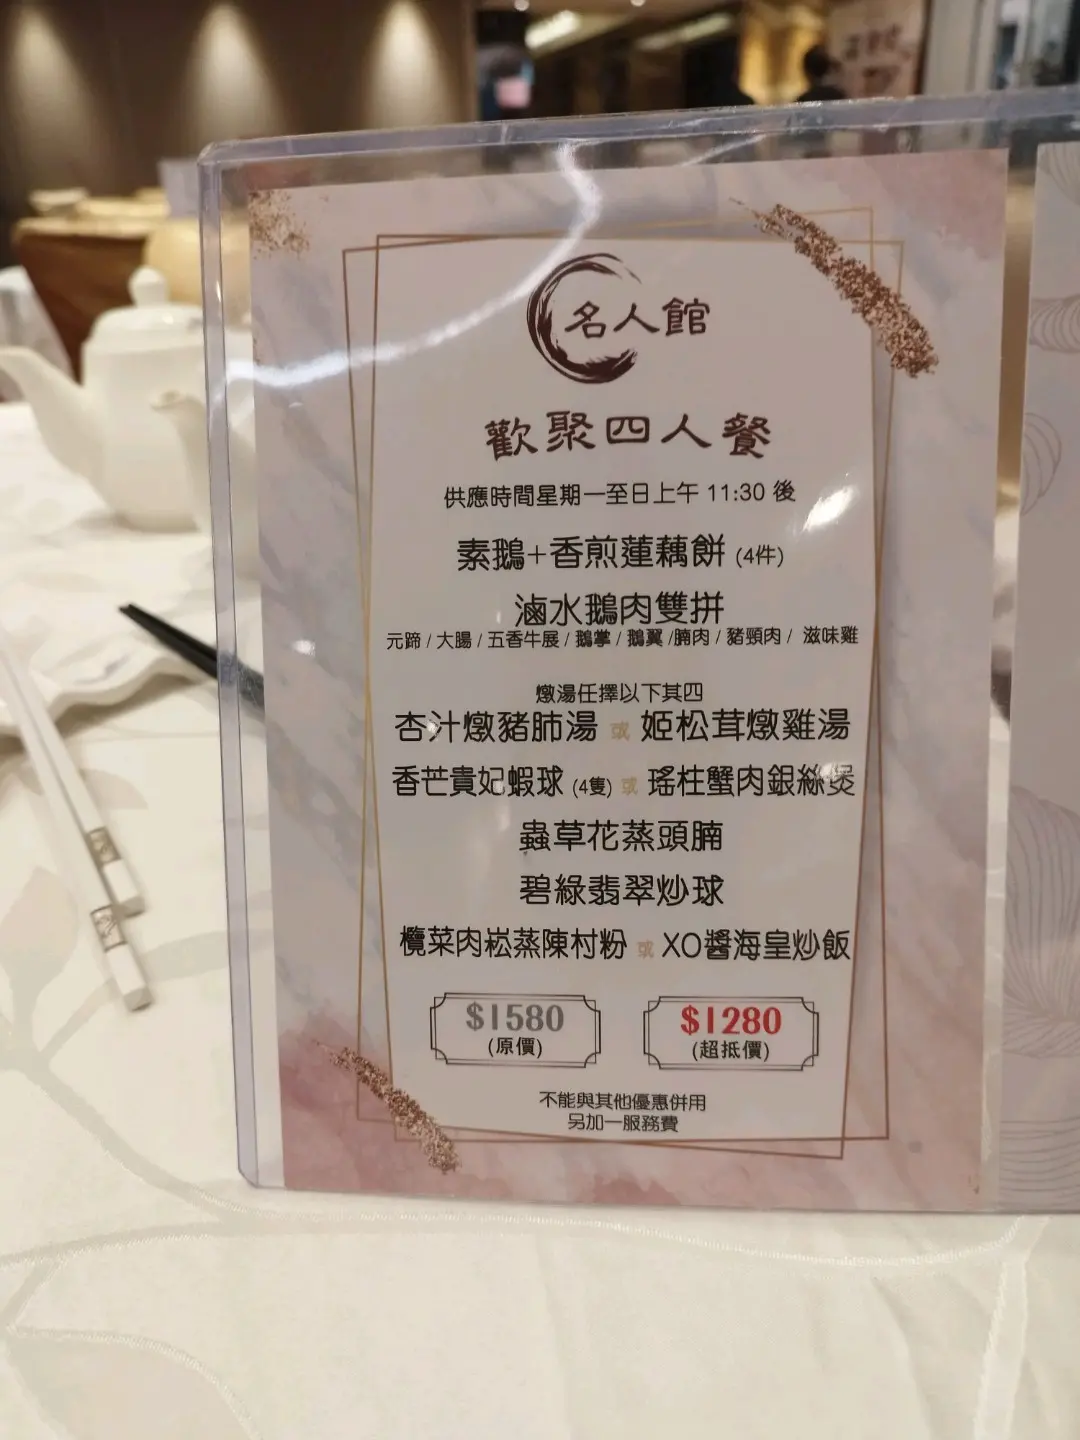 名人館
歡聚四人餐
供應時間星期一至日上午 11:30 後
素鵝+香煎蓮藕餅 (4件)
滷水鵝肉雙拼
元蹄 / 大腸 / 五香牛展 / 鵝掌 / 鵝翼 /腩肉 / 豬頸肉 / 滋味雞
燉湯任擇以下其四
杏汁燉豬肺湯 或 姬松茸燉雞湯
香芒貴妃蝦球 (4隻) 或 瑤柱蟹肉銀絲煲
蟲草花蒸頭腩
碧綠翡翠炒球
欖菜肉崧蒸陳村粉 或 XO醬海皇炒飯
$1580
(原價)
$1280
(超抵價)
不能與其他優惠併用
另加一服務費